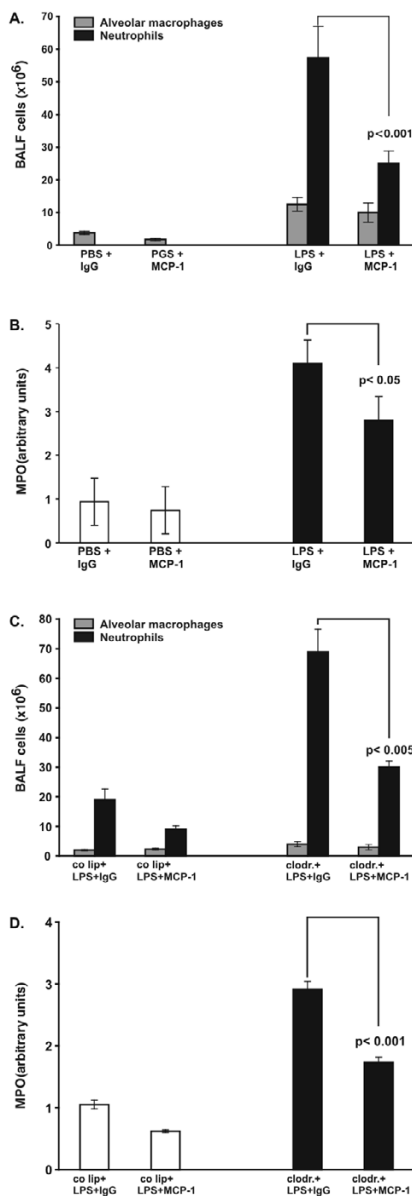 A.
Alveolar macrophages
Neutrophils
BALF cells (x10⁶)
70
60
50
40
30
20
10
0
p<0.001
PBS + IgG
PGS + MCP-1
LPS + IgG
LPS + MCP-1
B.
MPO(arbitrary units)
5
4
3
2
1
0
p< 0.05
PBS + IgG
PBS + MCP-1
LPS + IgG
LPS + MCP-1
C.
Alveolar macrophages
Neutrophils
BALF cells (x10⁶)
80
70
60
50
40
30
20
10
0
p< 0.005
co lip+ LPS+IgG
co lip+ LPS+MCP-1
clodr.+ LPS+IgG
clodr.+ LPS+MCP-1
D.
MPO(arbitrary units)
4
3
2
1
0
p< 0.001
co lip+ LPS+IgG
co lip+ LPS+MCP-1
clodr.+ LPS+IgG
clodr.+ LPS+MCP-1